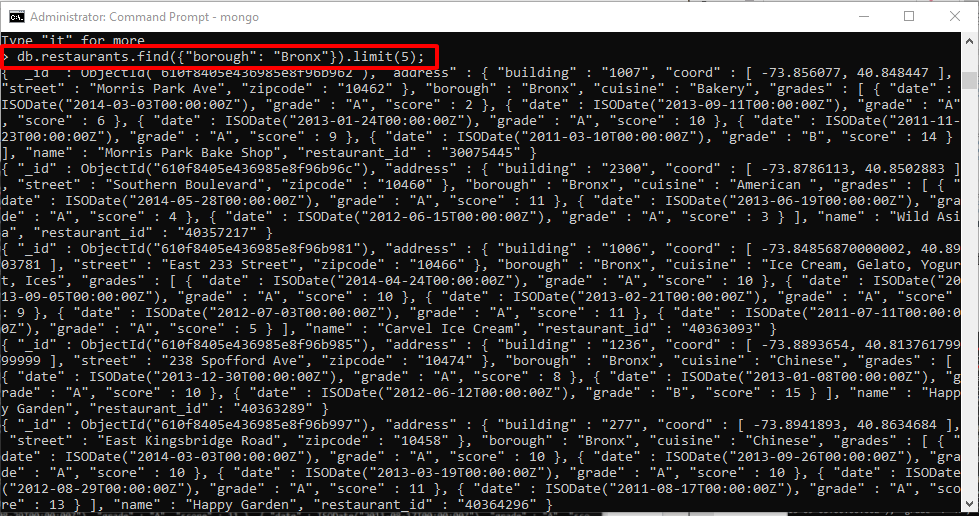 Administrator: Command Prompt - mongo
Type "it" for more
> db.restaurants.find({"borough": "Bronx"}).limit(5);
{ "_id" : ObjectId("610f8405e436985e8f96b962"), "address" : { "building" : "1007", "coord" : [ -73.856077, 40.848447 ],
"street" : "Morris Park Ave", "zipcode" : "10462" }, "borough" : "Bronx", "cuisine" : "Bakery", "grades" : [ { "date" :
ISODate("2014-03-03T00:00:00Z"), "grade" : "A", "score" : 2 }, { "date" : ISODate("2013-09-11T00:00:00Z"), "grade" : "A"
, "score" : 6 }, { "date" : ISODate("2013-01-24T00:00:00Z"), "grade" : "A", "score" : 10 }, { "date" : ISODate("2011-11-
23T00:00:00Z"), "grade" : "A", "score" : 9 }, { "date" : ISODate("2011-03-10T00:00:00Z"), "grade" : "B", "score" : 14 }
], "name" : "Morris Park Bake Shop", "restaurant_id" : "30075445" }
{ "_id" : ObjectId("610f8405e436985e8f96b96c"), "address" : { "building" : "2300", "coord" : [ -73.8786113, 40.8502883 ]
, "street" : "Southern Boulevard", "zipcode" : "10460" }, "borough" : "Bronx", "cuisine" : "American ", "grades" : [ { "
date" : ISODate("2014-05-28T00:00:00Z"), "grade" : "A", "score" : 11 }, { "date" : ISODate("2013-06-19T00:00:00Z"), "gra
de" : "A", "score" : 4 }, { "date" : ISODate("2012-06-15T00:00:00Z"), "grade" : "A", "score" : 3 } ], "name" : "Wild Asi
a", "restaurant_id" : "40357217" }
{ "_id" : ObjectId("610f8405e436985e8f96b981"), "address" : { "building" : "1006", "coord" : [ -73.84856870000002, 40.89
03781 ], "street" : "East 233 Street", "zipcode" : "10466" }, "borough" : "Bronx", "cuisine" : "Ice Cream, Gelato, Yogur
t, Ices", "grades" : [ { "date" : ISODate("2014-04-24T00:00:00Z"), "grade" : "A", "score" : 10 }, { "date" : ISODate("20
13-09-05T00:00:00Z"), "grade" : "A", "score" : 10 }, { "date" : ISODate("2013-02-21T00:00:00Z"), "grade" : "A", "score"
: 9 }, { "date" : ISODate("2012-07-03T00:00:00Z"), "grade" : "A", "score" : 11 }, { "date" : ISODate("2011-07-11T00:00:0
0Z"), "grade" : "A", "score" : 5 } ], "name" : "Carvel Ice Cream", "restaurant_id" : "40363093" }
{ "_id" : ObjectId("610f8405e436985e8f96b985"), "address" : { "building" : "1236", "coord" : [ -73.8893654, 40.813761799
99999 ], "street" : "238 Spofford Ave", "zipcode" : "10474" }, "borough" : "Bronx", "cuisine" : "Chinese", "grades" : [
{ "date" : ISODate("2013-12-30T00:00:00Z"), "grade" : "A", "score" : 8 }, { "date" : ISODate("2013-01-08T00:00:00Z"), "g
rade" : "A", "score" : 10 }, { "date" : ISODate("2012-06-12T00:00:00Z"), "grade" : "B", "score" : 15 } ], "name" : "Happ
y Garden", "restaurant_id" : "40363289" }
{ "_id" : ObjectId("610f8405e436985e8f96b997"), "address" : { "building" : "277", "coord" : [ -73.8941893, 40.8634684 ],
"street" : "East Kingsbridge Road", "zipcode" : "10458" }, "borough" : "Bronx", "cuisine" : "Chinese", "grades" : [ { "
date" : ISODate("2014-03-03T00:00:00Z"), "grade" : "A", "score" : 10 }, { "date" : ISODate("2013-09-26T00:00:00Z"), "gra
de" : "A", "score" : 10 }, { "date" : ISODate("2013-03-19T00:00:00Z"), "grade" : "A", "score" : 10 }, { "date" : ISODate
("2012-08-29T00:00:00Z"), "grade" : "A", "score" : 11 }, { "date" : ISODate("2011-08-17T00:00:00Z"), "grade" : "A", "sco
re" : 13 } ], "name" : "Happy Garden", "restaurant_id" : "40364296" }